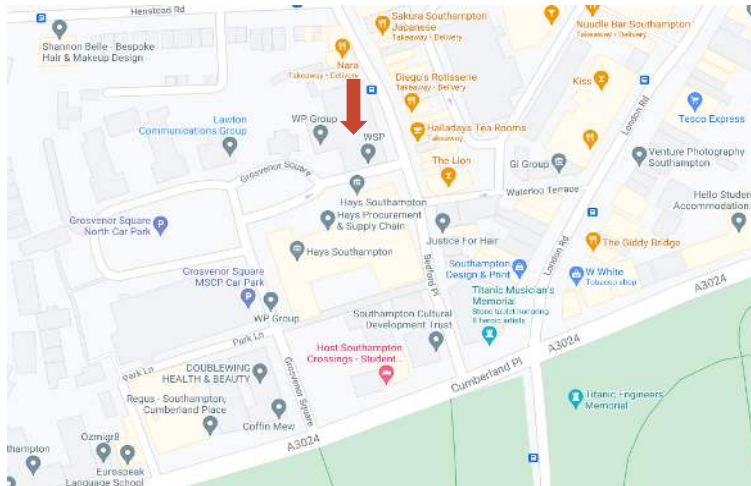 Henstead Rd
Sakura Southampton
Japanese
Takeaway • Delivery
Nuudle Bar Southampton
Takeaway • Delivery
Shannon Belle - Bespoke
Hair & Makeup Design
Nara
Takeaway • Delivery
Diego's Rotisserie
Takeaway • Delivery
Kiss
London Rd
Tesco Express
Lawton
Communications Group
WP Group
WSP
Halladays Tea Rooms
Takeaway
Venture Photography
Southampton
The Lion
Gi Group
Grosvenor Square
Waterloo Terrace
Hello Studen
Accommodation
Hays Southampton
Hays Procurement
& Supply Chain
Grosvenor Square
North Car Park
Justice For Hair
The Giddy Bridge
Hays Southampton
Bedford Pl
London Rd
Southampton
Design & Print
W White
Tobacco shop
Grosvenor Square
MSCP Car Park
Titanic Musician's
Memorial
Stone tablet honoring
8 heroic artists
A3024
WP Group
Southampton Cultural
Development Trust
Park Ln
Host Southampton
Crossings - Student...
A3024
Cumberland Pl
Park Ln
DOUBLEWING
HEALTH & BEAUTY
Grosvenor Square
Titanic Engineers'
Memorial
Regus - Southampton,
Cumberland Place
Coffin Mew
A3024
Ozmigr8
thampton
Eurospeak
Language School